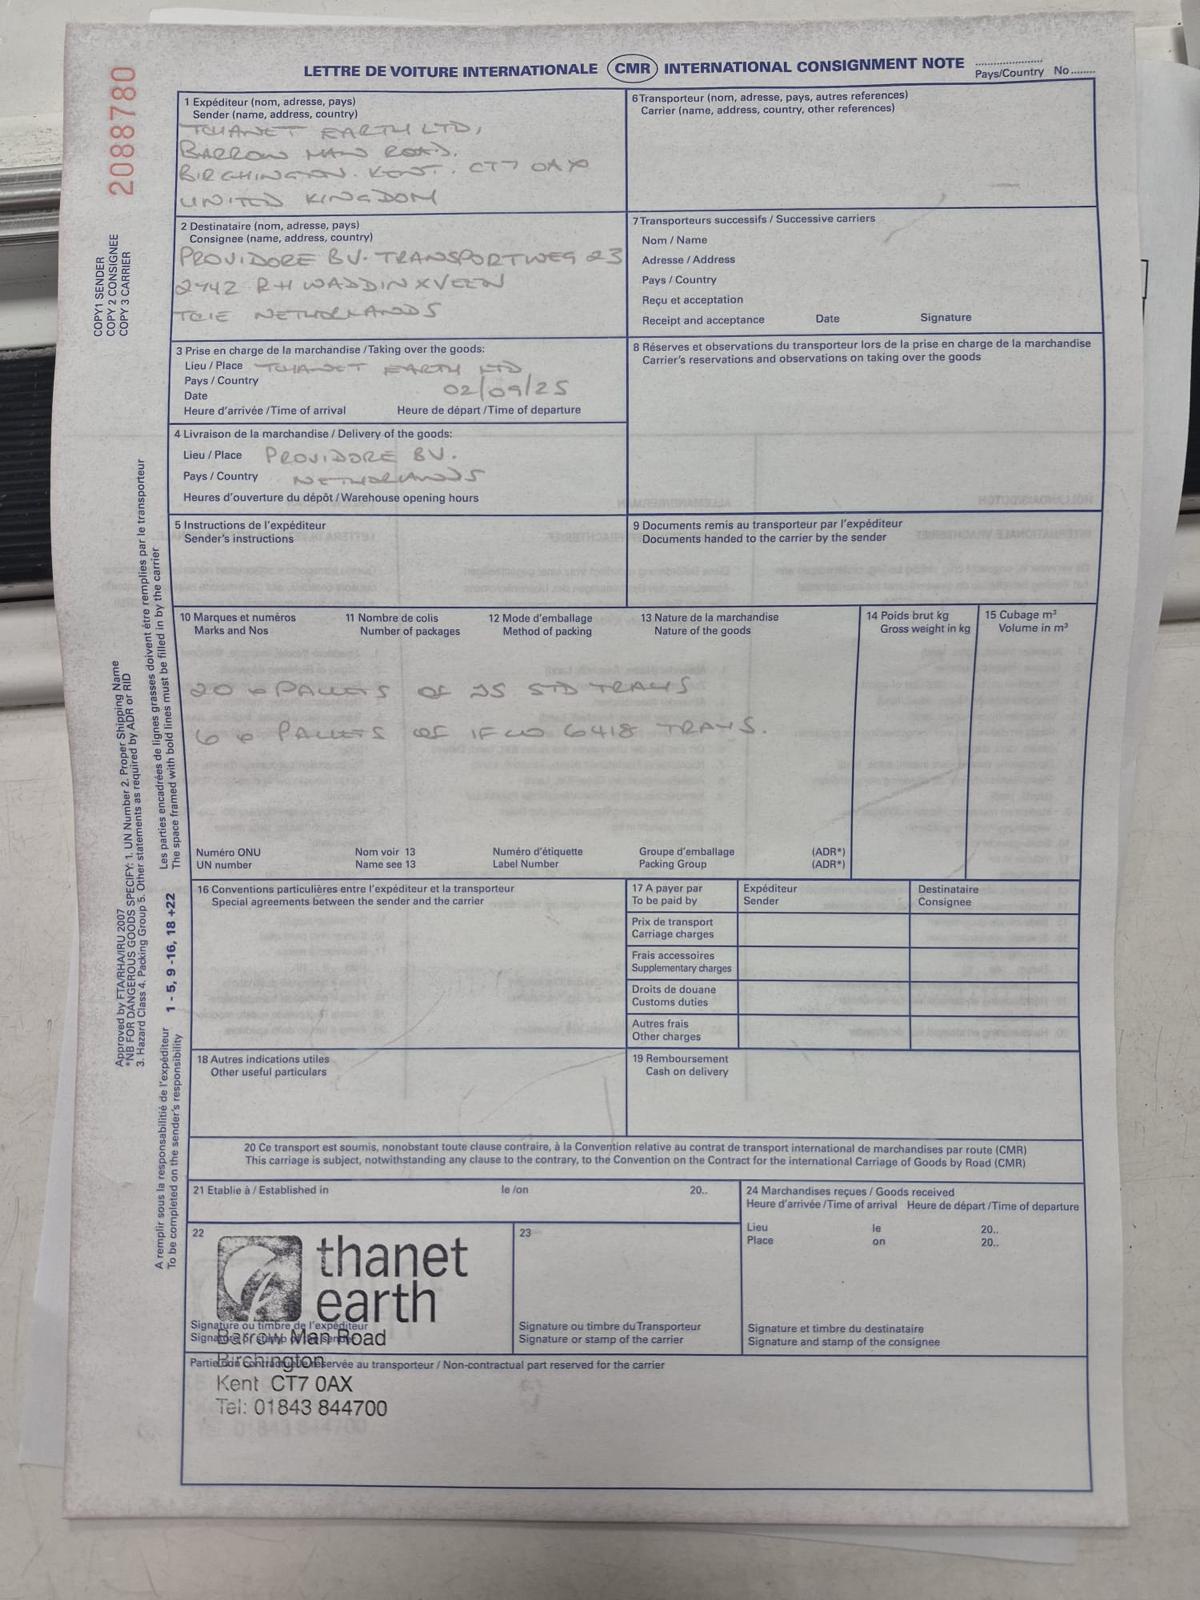 LETTRE DE VOITURE INTERNATIONALE CMR INTERNATIONAL CONSIGNMENT NOTE
Pays/Country No........
2088780
COPY 1 SENDER
COPY 2 CONSIGNEE
COPY 3 CARRIER
1 Expéditeur (nom, adresse, pays)
Sender (name, address, country)
THANET EARTH LTD,
BARROW MAN ROAD.
BIRCHINGTON. KENT. CT7 0AX
UNITED KINGDOM
6 Transporteur (nom, adresse, pays, autres references)
Carrier (name, address, country, other references)
2 Destinataire (nom, adresse, pays)
Consignee (name, address, country)
PROVIDORE BV. TRANSPORTWEG 23
2742 RH WADDINXVEEN
THE NETHERLANDS
7 Transporteurs successifs / Successive carriers
Nom / Name
Adresse / Address
Pays / Country
Reçu et acceptation
Receipt and acceptance Date Signature
3 Prise en charge de la marchandise / Taking over the goods:
Lieu / Place THANET EARTH LTD
Pays / Country
Date 02/09/25
Heure d'arrivée / Time of arrival Heure de départ / Time of departure
8 Réserves et observations du transporteur lors de la prise en charge de la marchandise
Carrier's reservations and observations on taking over the goods
4 Livraison de la marchandise / Delivery of the goods:
Lieu / Place PROVIDORE BV.
Pays / Country NETHERLANDS
Heures d'ouverture du dépôt / Warehouse opening hours
5 Instructions de l'expéditeur
Sender's instructions
9 Documents remis au transporteur par l'expéditeur
Documents handed to the carrier by the sender
10 Marques et numéros 11 Nombre de colis 12 Mode d'emballage 13 Nature de la marchandise 14 Poids brut kg 15 Cubage m³
Marks and Nos Number of packages Method of packing Nature of the goods Gross weight in kg Volume in m³
20 x PALLETS OF JS STD TRAYS
6 x PALLETS OF IFCO 6418 TRAYS.
Numéro ONU Nom voir 13 Numéro d'étiquette Groupe d'emballage (ADR*)
UN number Name see 13 Label Number Packing Group (ADR*)
16 Conventions particulières entre l'expéditeur et la transporteur
Special agreements between the sender and the carrier
17 A payer par Expéditeur Destinataire
To be paid by Sender Consignee
Prix de transport
Carriage charges
Frais accessoires
Supplementary charges
Droits de douane
Customs duties
Autres frais
Other charges
18 Autres indications utiles
Other useful particulars
19 Remboursement
Cash on delivery
20 Ce transport est soumis, nonobstant toute clause contraire, à la Convention relative au contrat de transport international de marchandises par route (CMR)
This carriage is subject, notwithstanding any clause to the contrary, to the Convention on the Contract for the international Carriage of Goods by Road (CMR)
21 Etablie à / Established in le / on 20..
24 Marchandises reçues / Goods received
Heure d'arrivée / Time of arrival Heure de départ / Time of departure
Lieu le 20..
Place on 20..
22
thanet
earth
Signature ou timbre de l'expéditeur
Barrow Man Road
Birchington
Kent CT7 0AX
Tel: 01843 844700
23
Signature ou timbre du Transporteur
Signature or stamp of the carrier
Signature et timbre du destinataire
Signature and stamp of the consignee
réservée au transporteur / Non-contractual part reserved for the carrier
Approved by FTA/RHA/IRU 2007
*NB FOR DANGEROUS GOODS SPECIFY: 1. UN Number 2. Proper Shipping Name
3. Hazard Class 4. Packing Group 5. Other statements as required by ADR or RID
A remplir sous la responsabilité de l'expéditeur 1 - 5, 9 -16, 18 +22 Les parties encadrées de lignes grasses doivent être remplies par le transporteur
To be completed on the sender's responsibility The space framed with bold lines must be filled in by the carrier